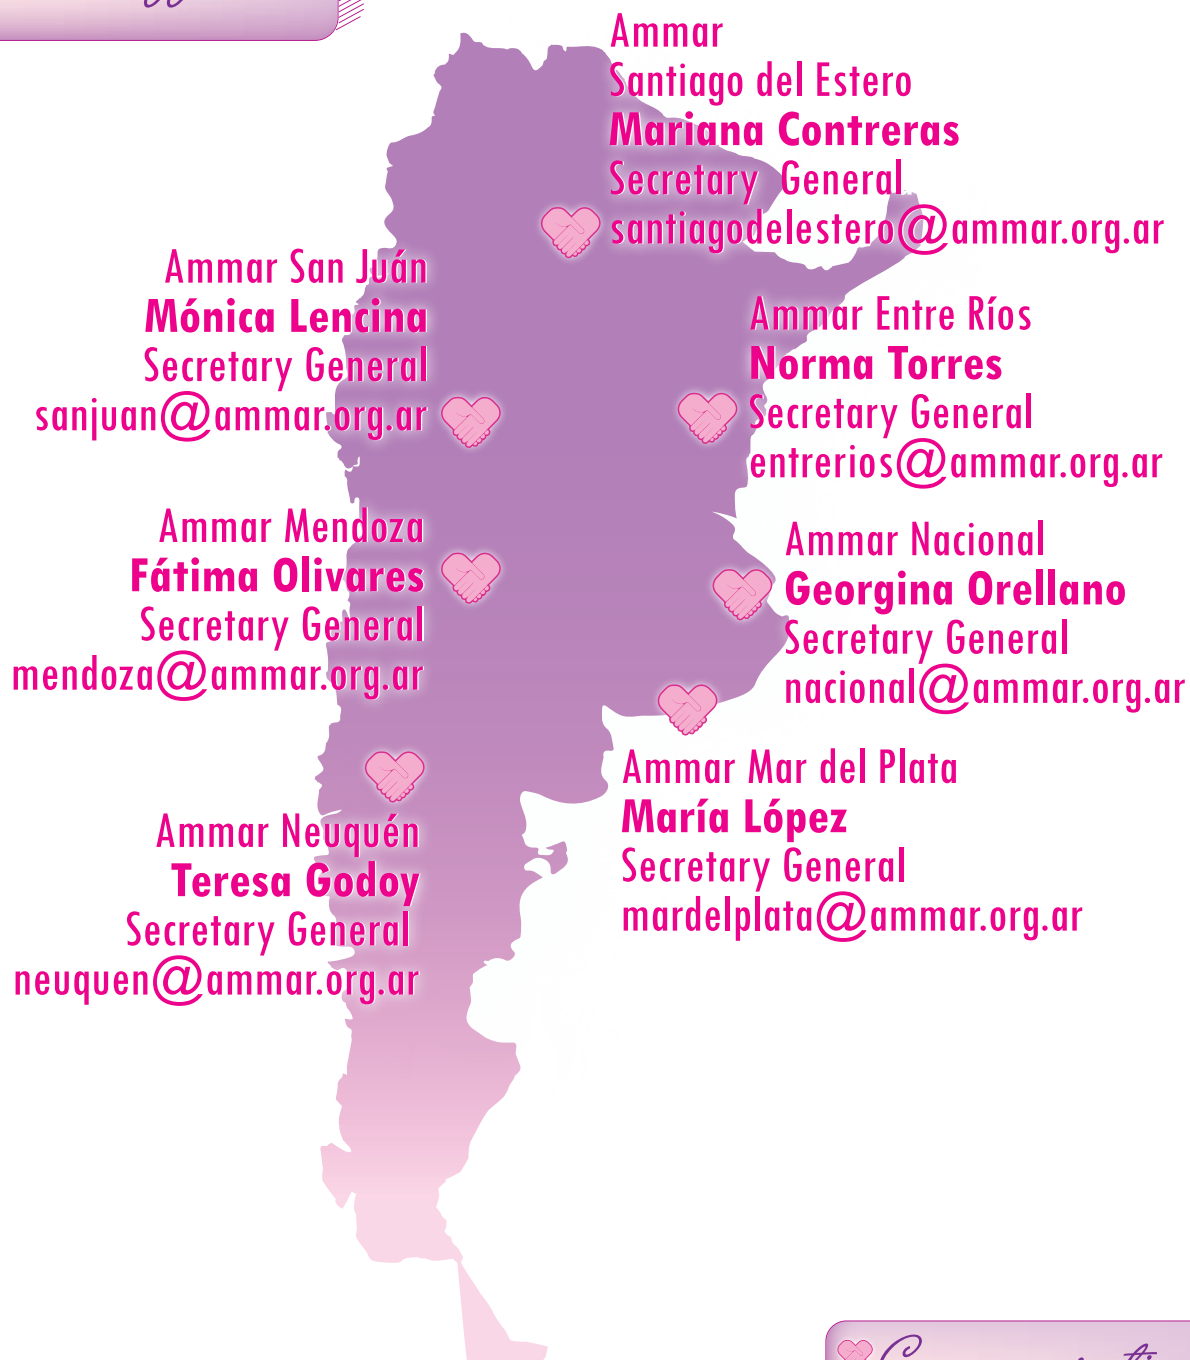 Ammar
Santiago del Estero
Mariana Contreras
Secretary General
santiagodelestero@ammar.org.ar
Ammar San Juán
Mónica Lencina
Secretary General
sanjuan@ammar.org.ar
Ammar Entre Ríos
Norma Torres
Secretary General
entrerios@ammar.org.ar
Ammar Mendoza
Fátima Olivares
Secretary General
mendoza@ammar.org.ar
Ammar Nacional
Georgina Orellano
Secretary General
nacional@ammar.org.ar
Ammar Mar del Plata
María López
Secretary General
mardelplata@ammar.org.ar
Ammar Neuquén
Teresa Godoy
Secretary General
neuquen@ammar.org.ar